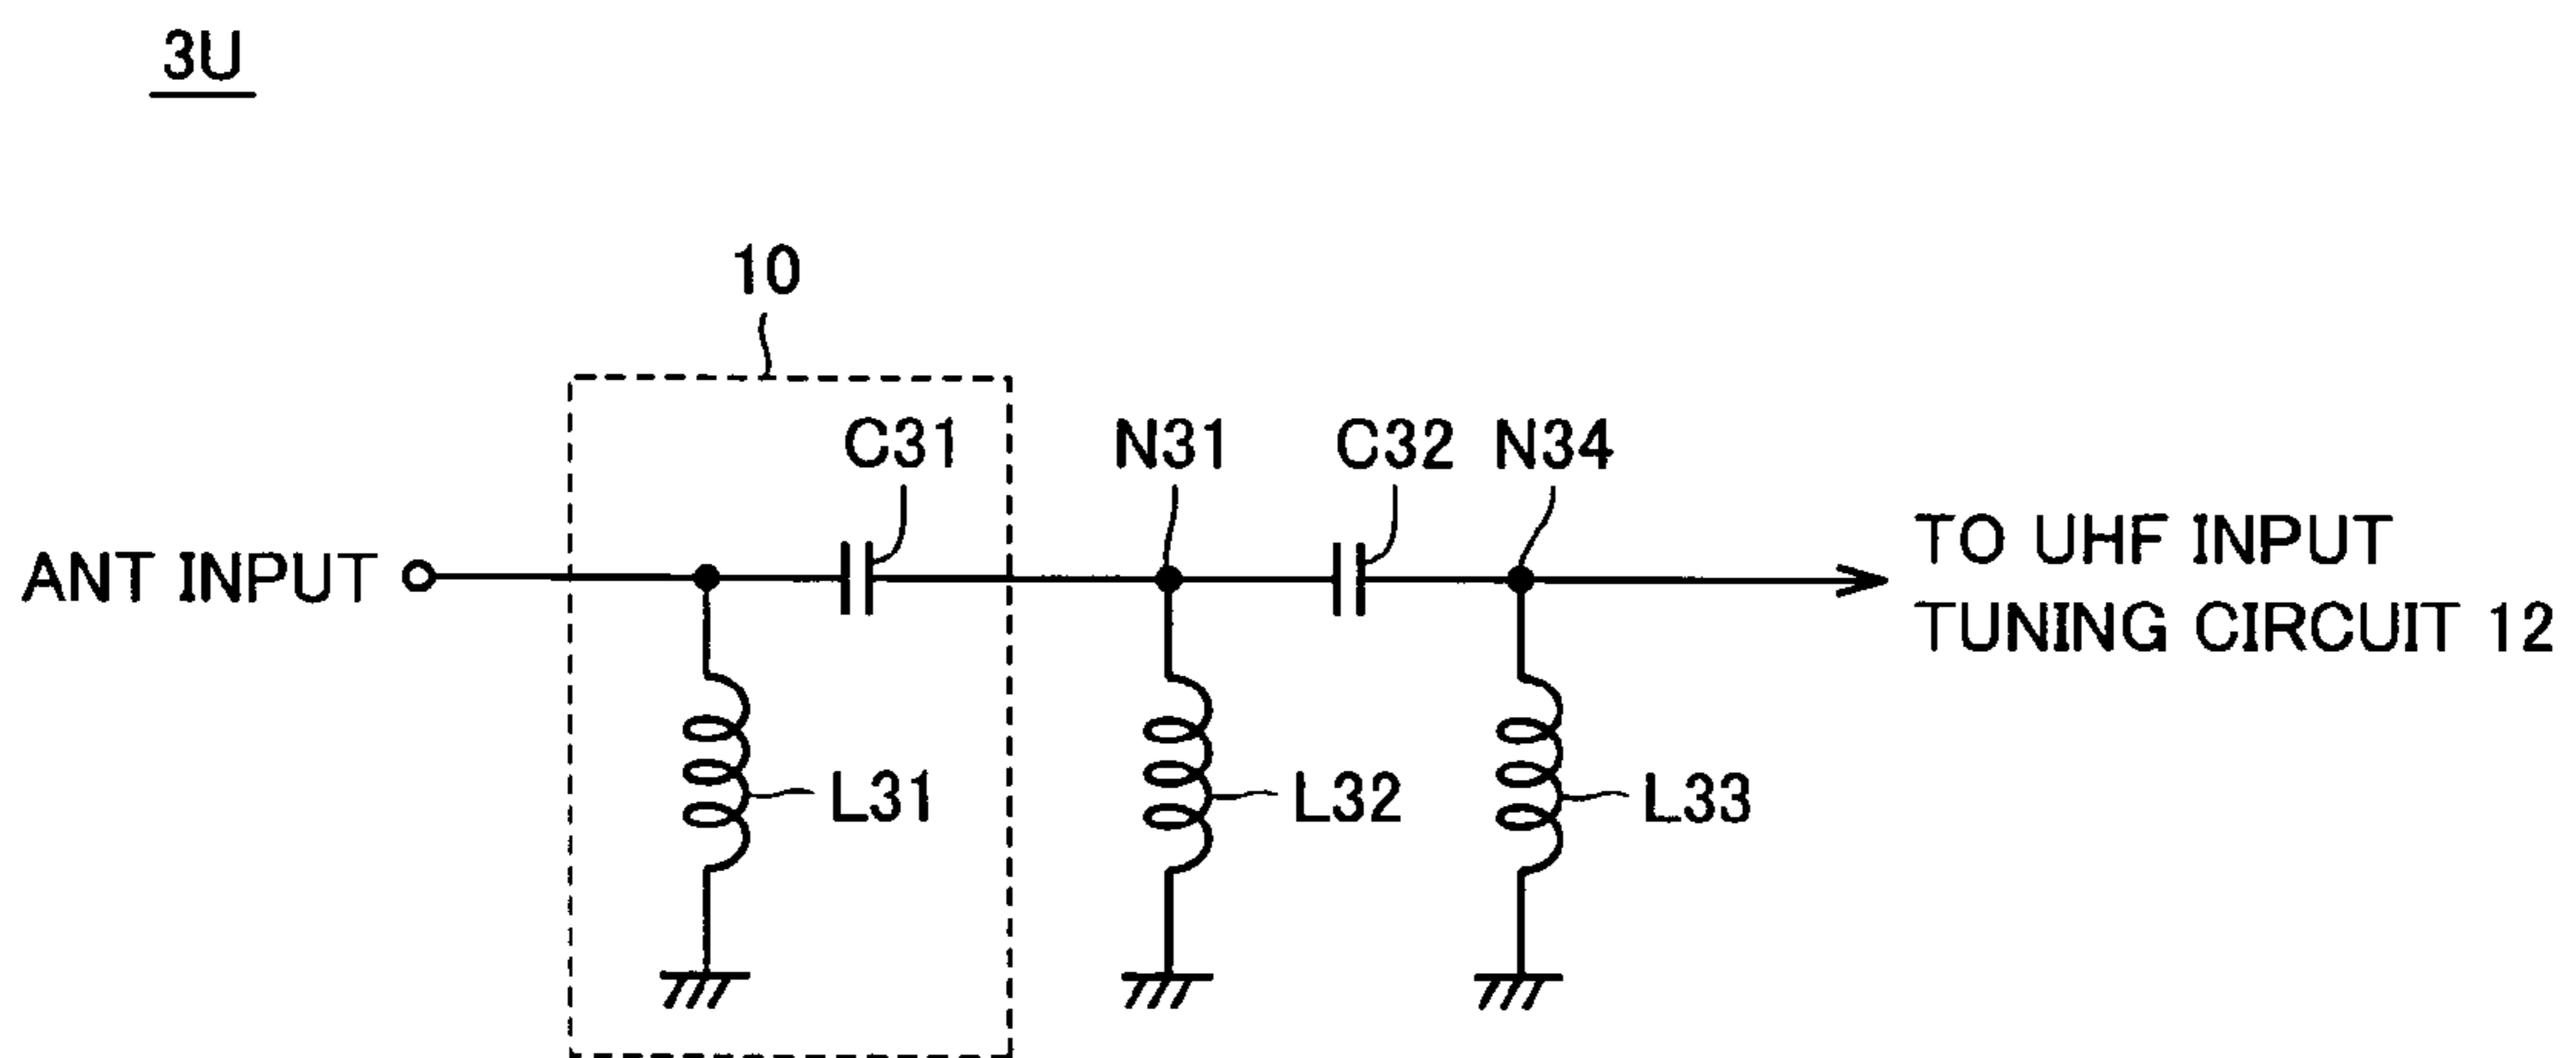 3U
10
C31
N31
C32
N34
ANT INPUT
TO UHF INPUT
TUNING CIRCUIT 12
L31
L32
L33